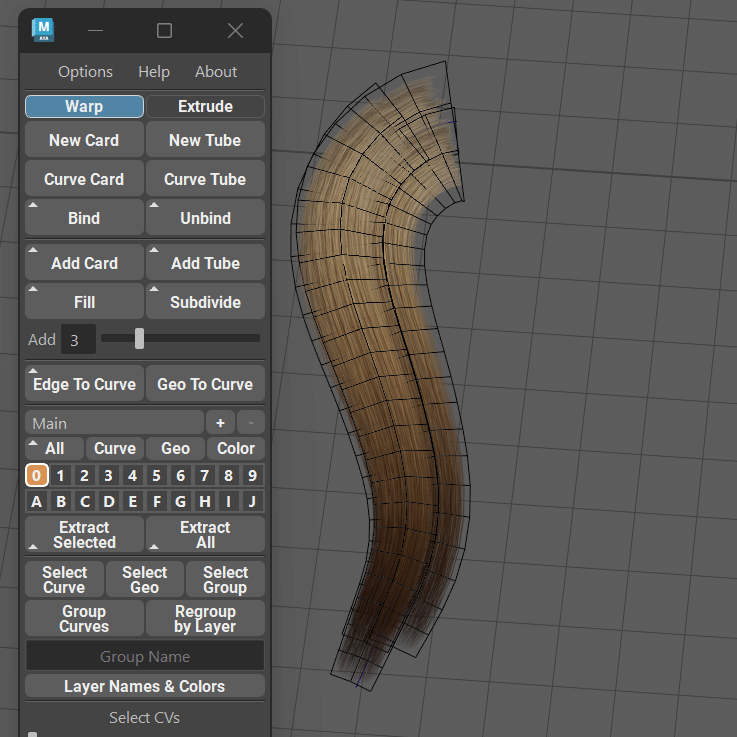 M
Options Help About
Warp Extrude
New Card New Tube
Curve Card Curve Tube
Bind Unbind
Add Card Add Tube
Fill Subdivide
Add 3
Edge To Curve Geo To Curve
Main + -
All Curve Geo Color
0 1 2 3 4 5 6 7 8 9
A B C D E F G H I J
Extract Selected Extract All
Select Curve Select Geo Select Group
Group Curves Regroup by Layer
Group Name
Layer Names & Colors
Select CVs